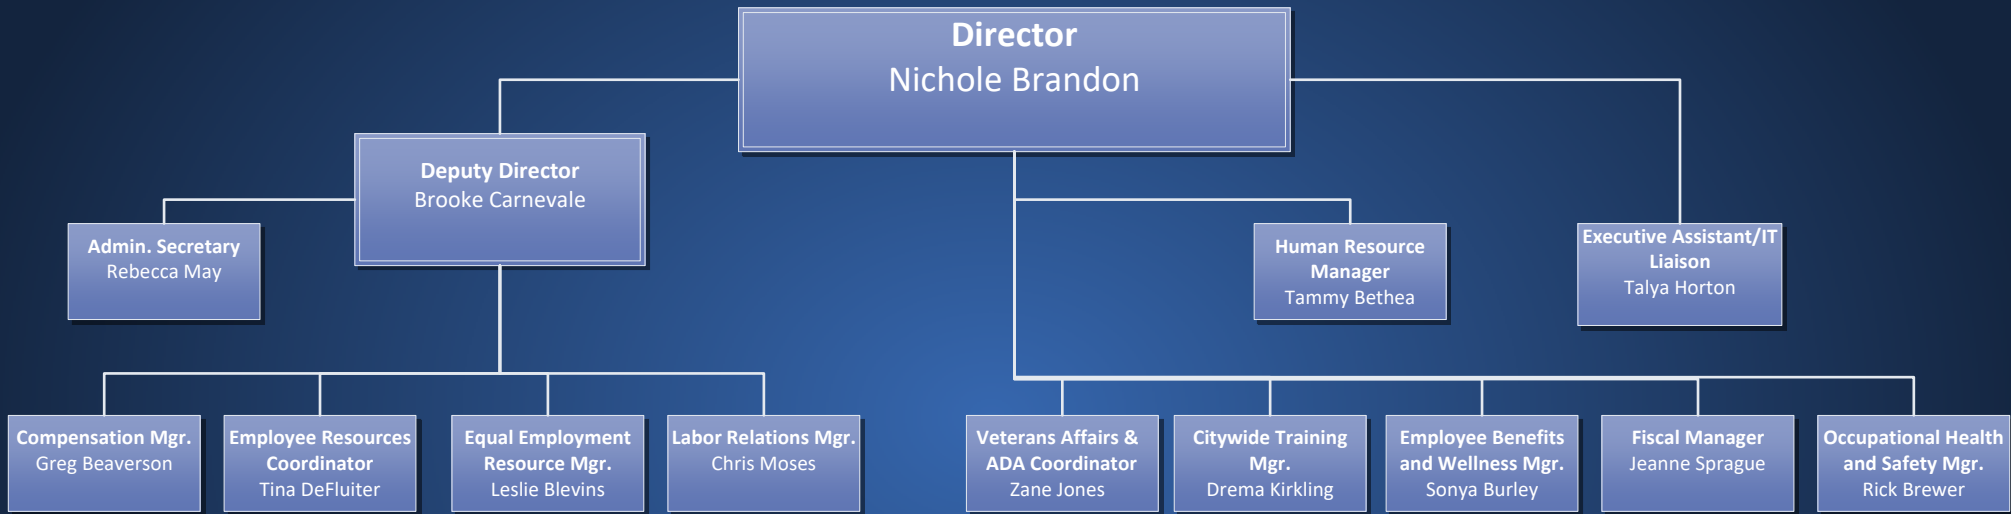 Director
Nichole Brandon
Deputy Director
Brooke Carnevale
Admin. Secretary
Rebecca May
Human Resource
Manager
Tammy Bethea
Executive Assistant/IT
Liaison
Talya Horton
Compensation Mgr.
Greg Beaverson
Employee Resources
Coordinator
Tina DeFluiter
Equal Employment
Resource Mgr.
Leslie Blevins
Labor Relations Mgr.
Chris Moses
Veterans Affairs &
ADA Coordinator
Zane Jones
Citywide Training
Mgr.
Drema Kirkling
Employee Benefits
and Wellness Mgr.
Sonya Burley
Fiscal Manager
Jeanne Sprague
Occupational Health
and Safety Mgr.
Rick Brewer